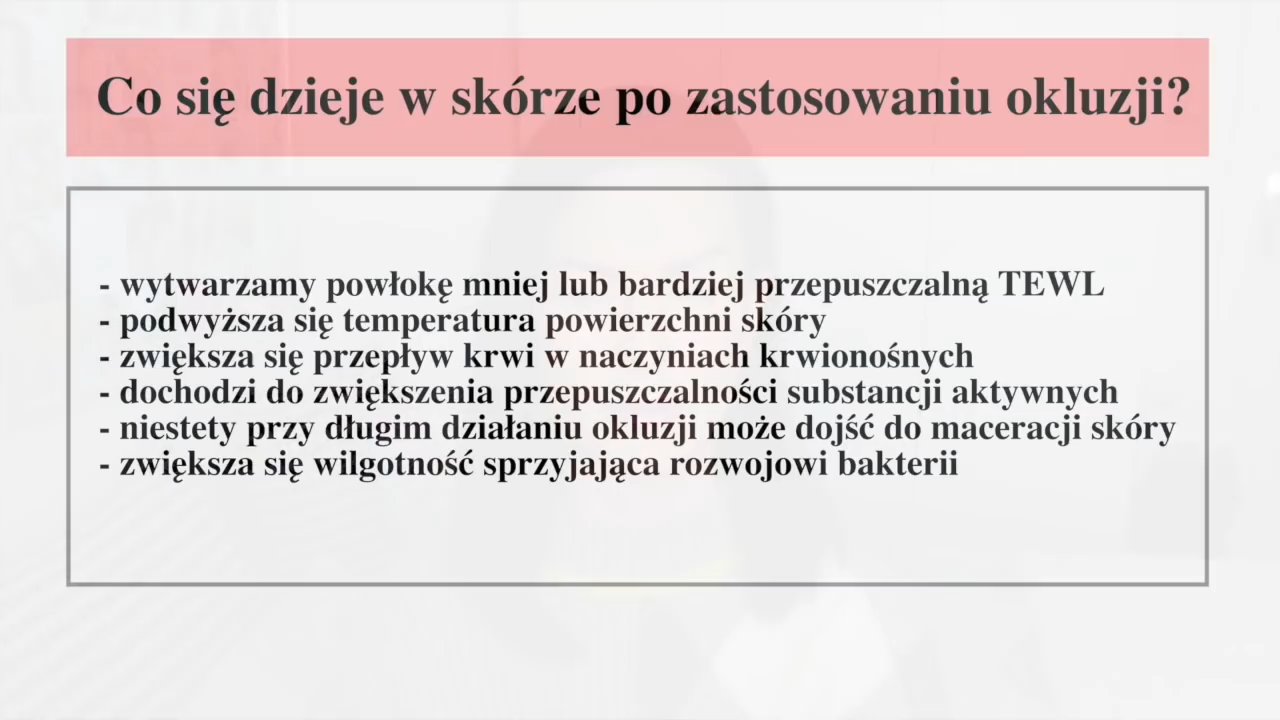 Co się dzieje w skórze po zastosowaniu okluzji?
- wytwarzamy powłokę mniej lub bardziej przepuszczalną TEWL
- podwyższa się temperatura powierzchni skóry
- zwiększa się przepływ krwi w naczyniach krwionośnych
- dochodzi do zwiększenia przepuszczalności substancji aktywnych
- niestety przy długim działaniu okluzji może dojść do maceracji skóry
- zwiększa się wilgotność sprzyjająca rozwojowi bakterii